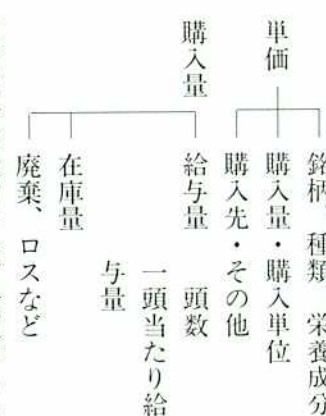 銘柄、種類、栄養成分
単価
購入量・購入単位
購入先・その他
購入量
給与量 頭数
一頭当たり給
与量
在庫量
廃棄、ロスなど